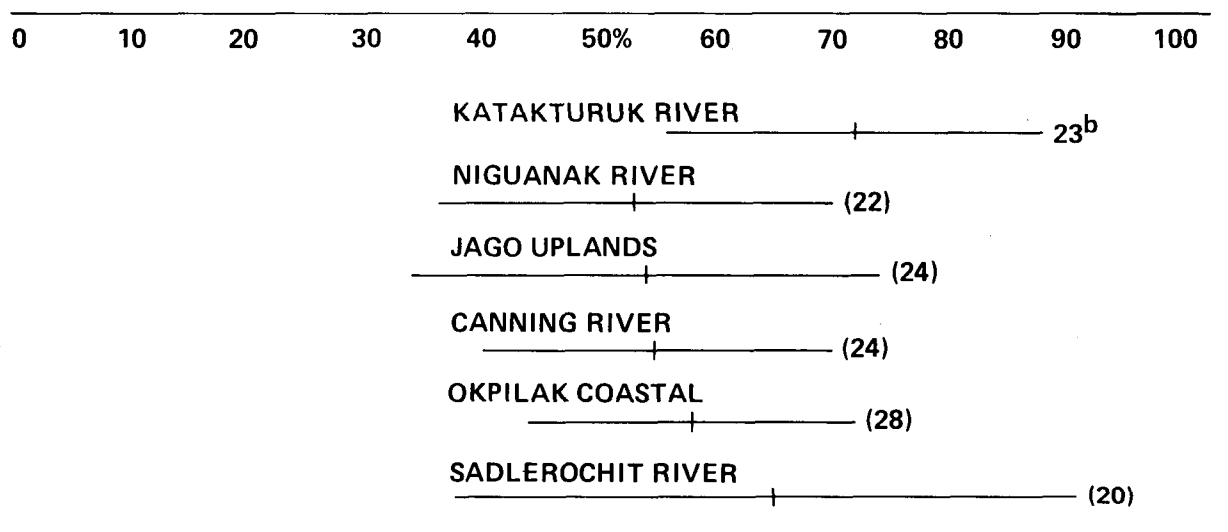 0 10 20 30 40 50% 60 70 80 90 100
KATAKTURUK RIVER
23b
NIGUANAK RIVER
(22)
JAGO UPLANDS
(24)
CANNING RIVER
(24)
OKPILAK COASTAL
(28)
SADLEROCHIT RIVER
(20)